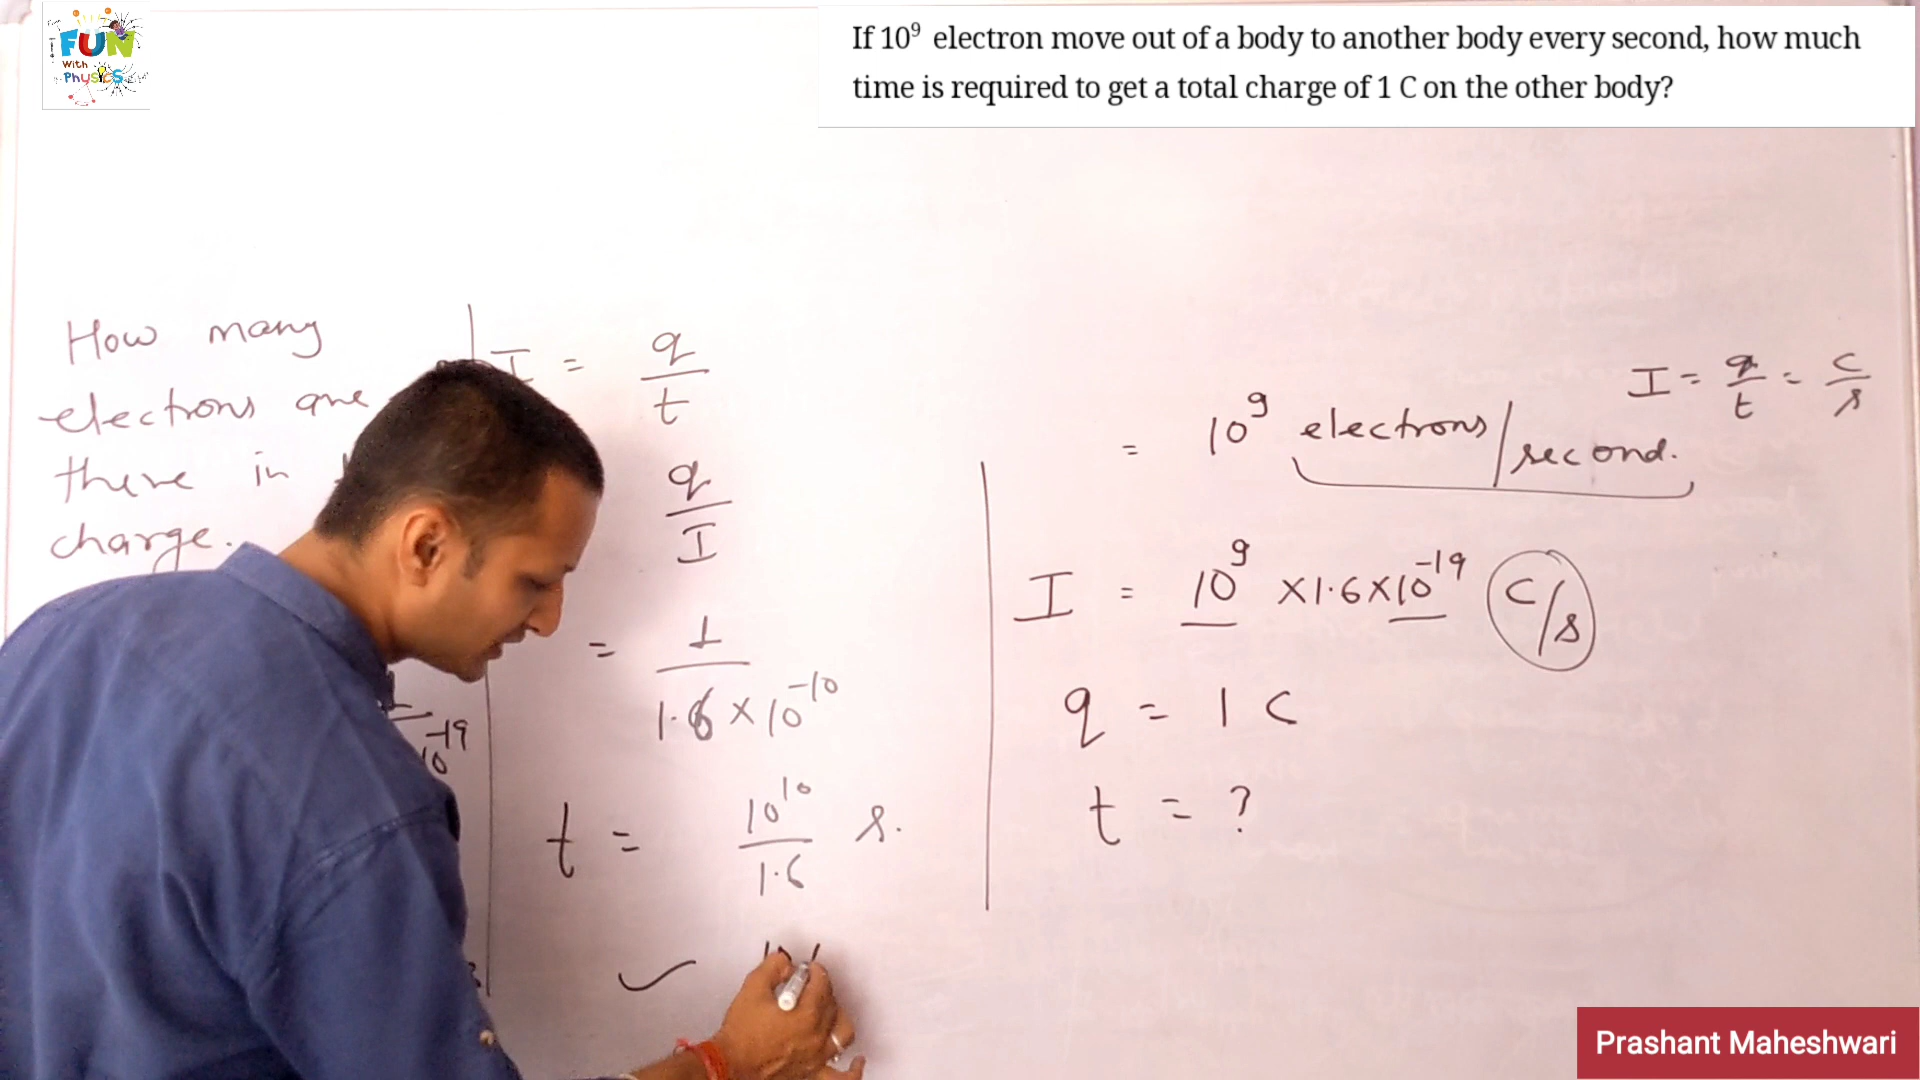 FUN
With
Physics
If 10⁹ electron move out of a body to another body every second, how much
time is required to get a total charge of 1 C on the other body?
How many
electrons are
there in
charge.
10⁻¹⁹
I = q/t
q/I
= 1/(1.6 × 10⁻¹⁰)
t = 10¹⁰/1.6 s.
I = q/t = C/s
= 10⁹ electrons/second.
I = 10⁹ × 1.6 × 10⁻¹⁹ C/s
q = 1 C
t = ?
Prashant Maheshwari